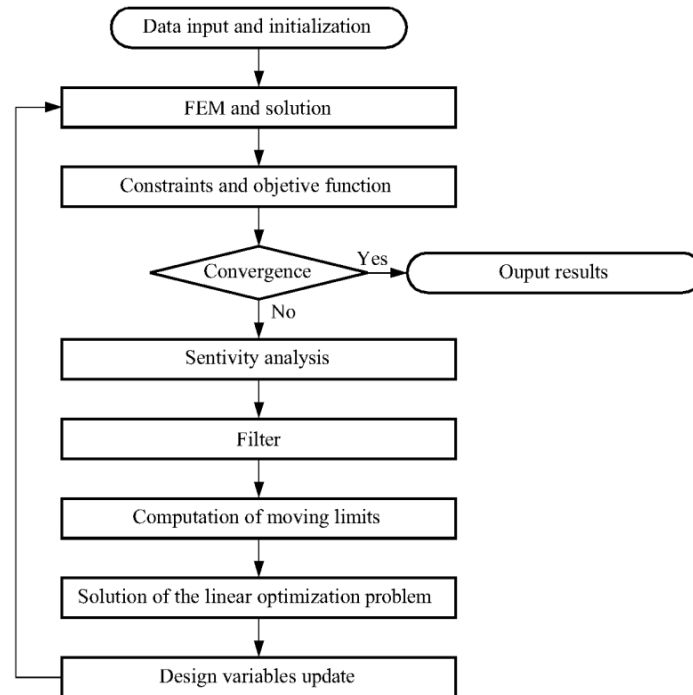 Data input and initialization
FEM and solution
Constraints and objetive function
Convergence
Yes
Ouput results
No
Sentivity analysis
Filter
Computation of moving limits
Solution of the linear optimization problem
Design variables update